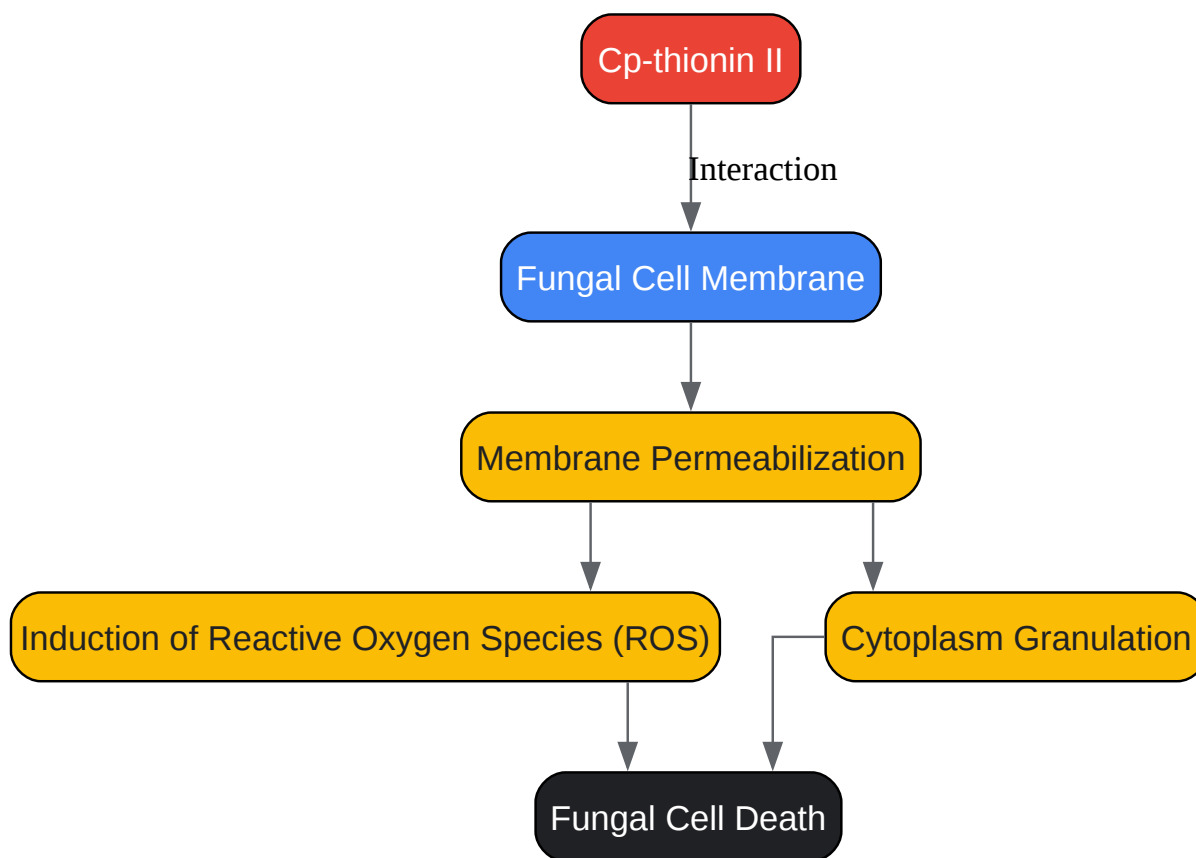 Cp-thionin II
Interaction
Fungal Cell Membrane
Membrane Permeabilization
Induction of Reactive Oxygen Species (ROS)
Cytoplasm Granulation
Fungal Cell Death